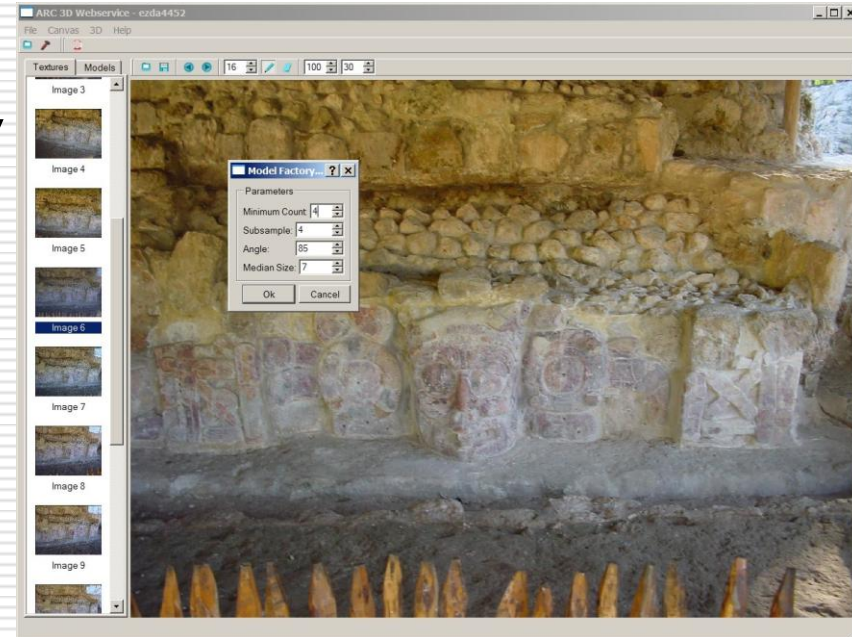 ARC 3D Webservice - ezda4452
File Canvas 3D Help
Textures Models 16 100 30
Image 3
Image 4
Image 5
Image 6
Image 7
Image 8
Image 9
Model Factory... ?
Parameters
Minimum Count: 4
Subsample: 4
Angle: 85
Median Size: 7
Ok Cancel